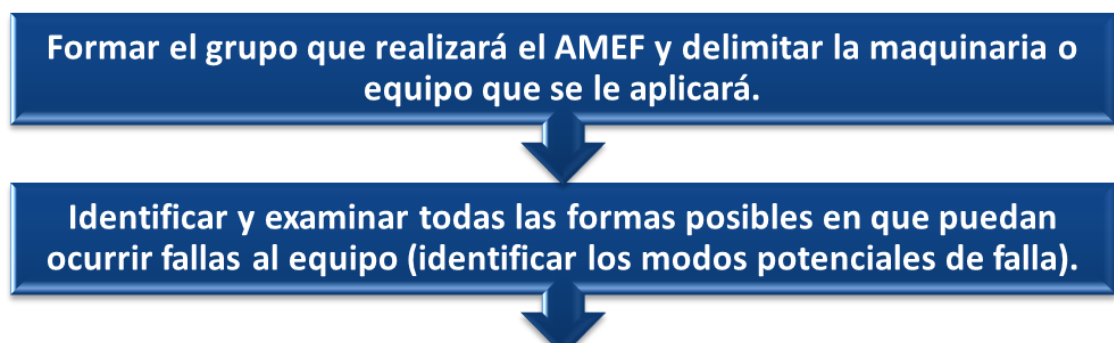 Formar el grupo que realizará el AMEF y delimitar la maquinaria o
equipo que se le aplicará.
Identificar y examinar todas las formas posibles en que puedan
ocurrir fallas al equipo (identificar los modos potenciales de falla).